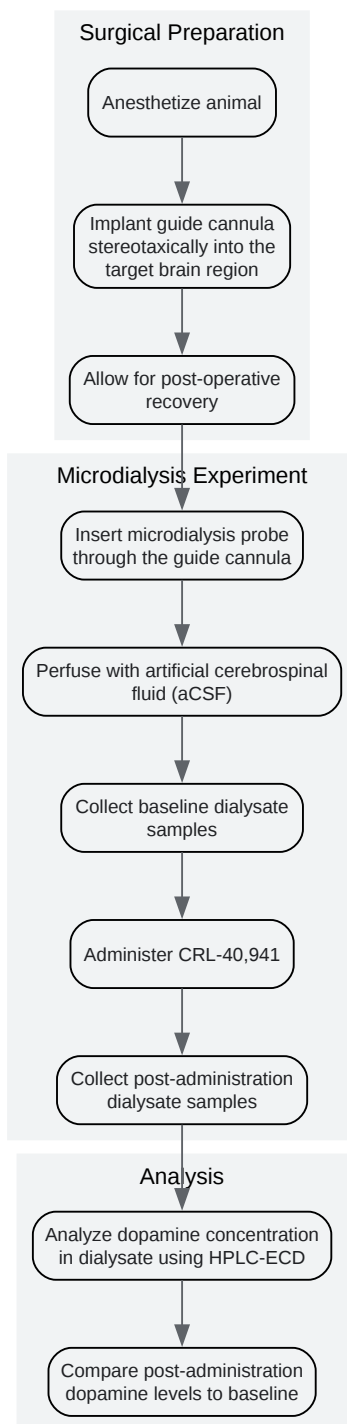 Surgical Preparation
Anesthetize animal
Implant guide cannula
stereotaxically into the
target brain region
Allow for post-operative
recovery
Microdialysis Experiment
Insert microdialysis probe
through the guide cannula
Perfuse with artificial cerebrospinal
fluid (aCSF)
Collect baseline dialysate
samples
Administer CRL-40,941
Collect post-administration
dialysate samples
Analysis
Analyze dopamine concentration
in dialysate using HPLC-ECD
Compare post-administration
dopamine levels to baseline